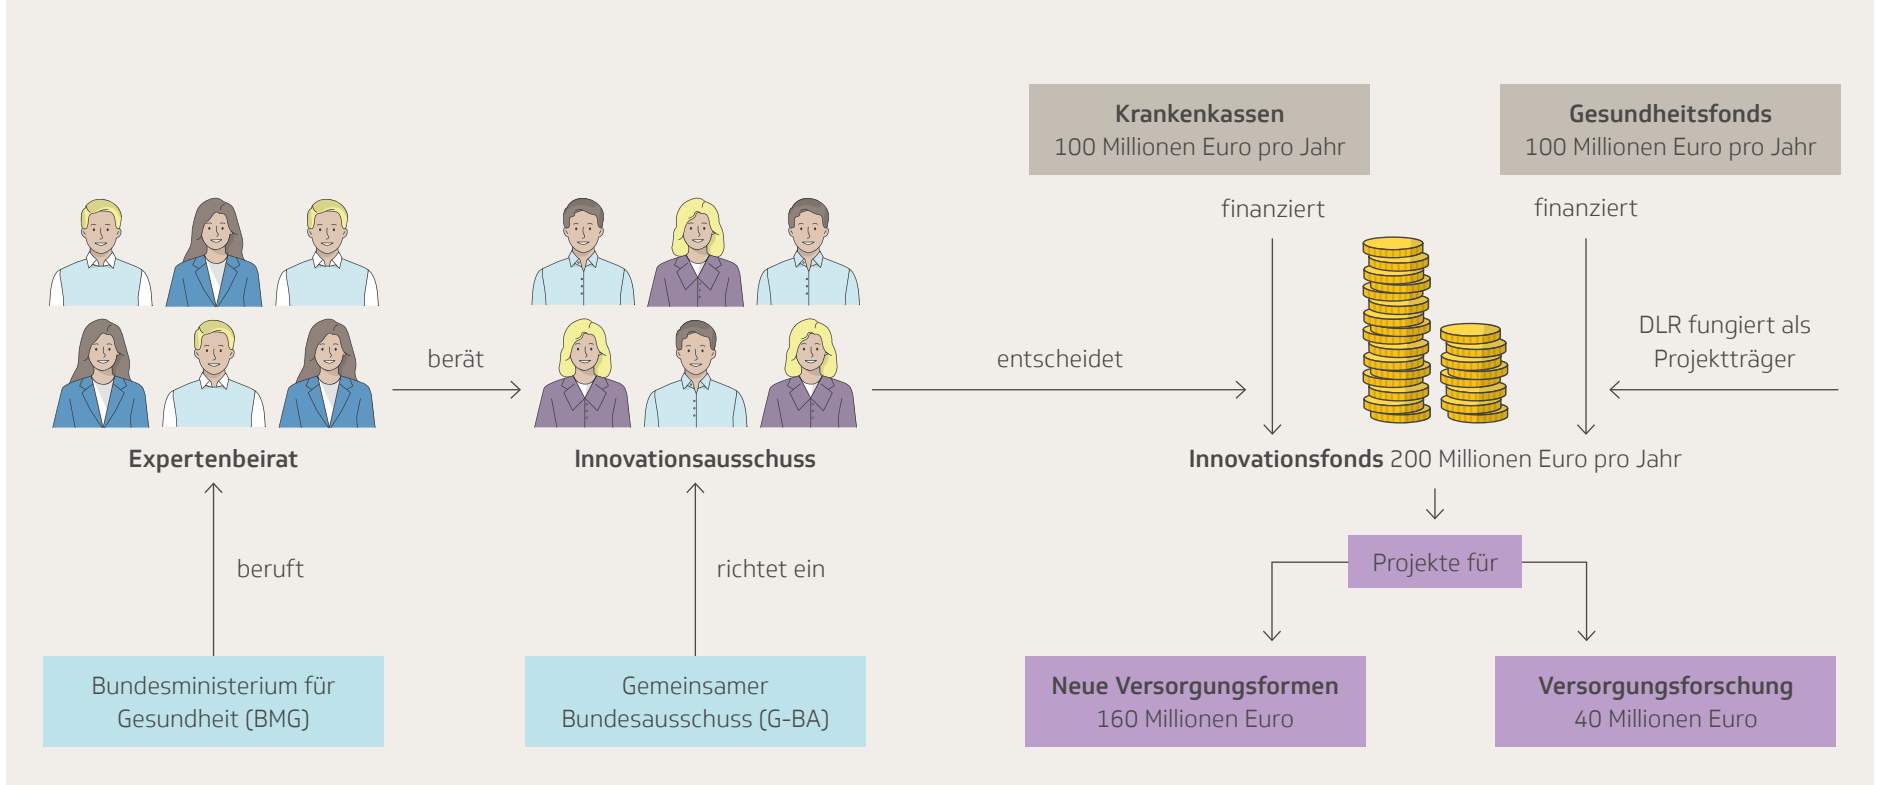 Krankenkassen
100 Millionen Euro pro Jahr
Gesundheitsfonds
100 Millionen Euro pro Jahr
finanziert
finanziert
DLR fungiert als
Projektträger
berät
entscheidet
Expertenbeirat
Innovationsausschuss
Innovationsfonds 200 Millionen Euro pro Jahr
beruft
richtet ein
Projekte für
Bundesministerium für
Gesundheit (BMG)
Gemeinsamer
Bundesausschuss (G-BA)
Neue Versorgungsformen
160 Millionen Euro
Versorgungsforschung
40 Millionen Euro